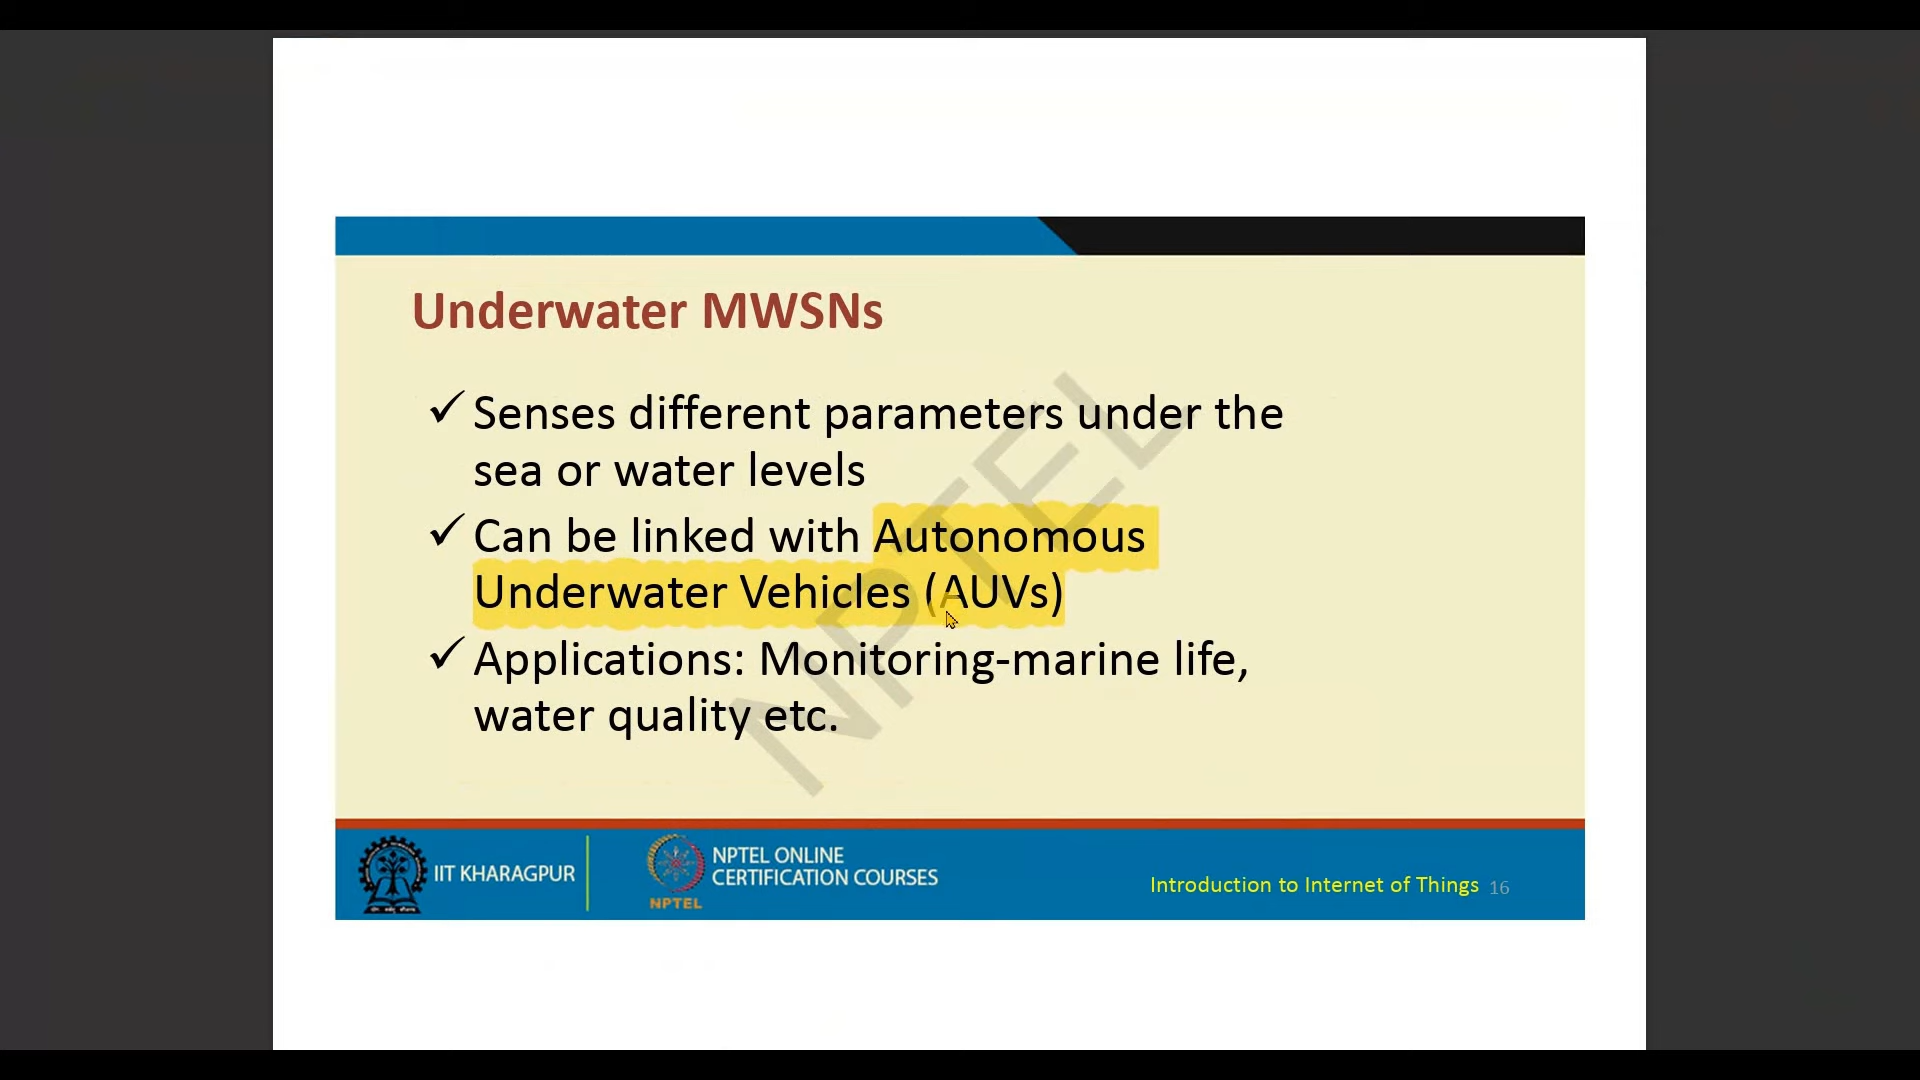 Underwater MWSNs
✓ Senses different parameters under the
sea or water levels
✓ Can be linked with Autonomous
Underwater Vehicles (AUVs)
✓ Applications: Monitoring-marine life,
water quality etc.
NPTEL
IIT KHARAGPUR
NPTEL
NPTEL ONLINE
CERTIFICATION COURSES
Introduction to Internet of Things 16